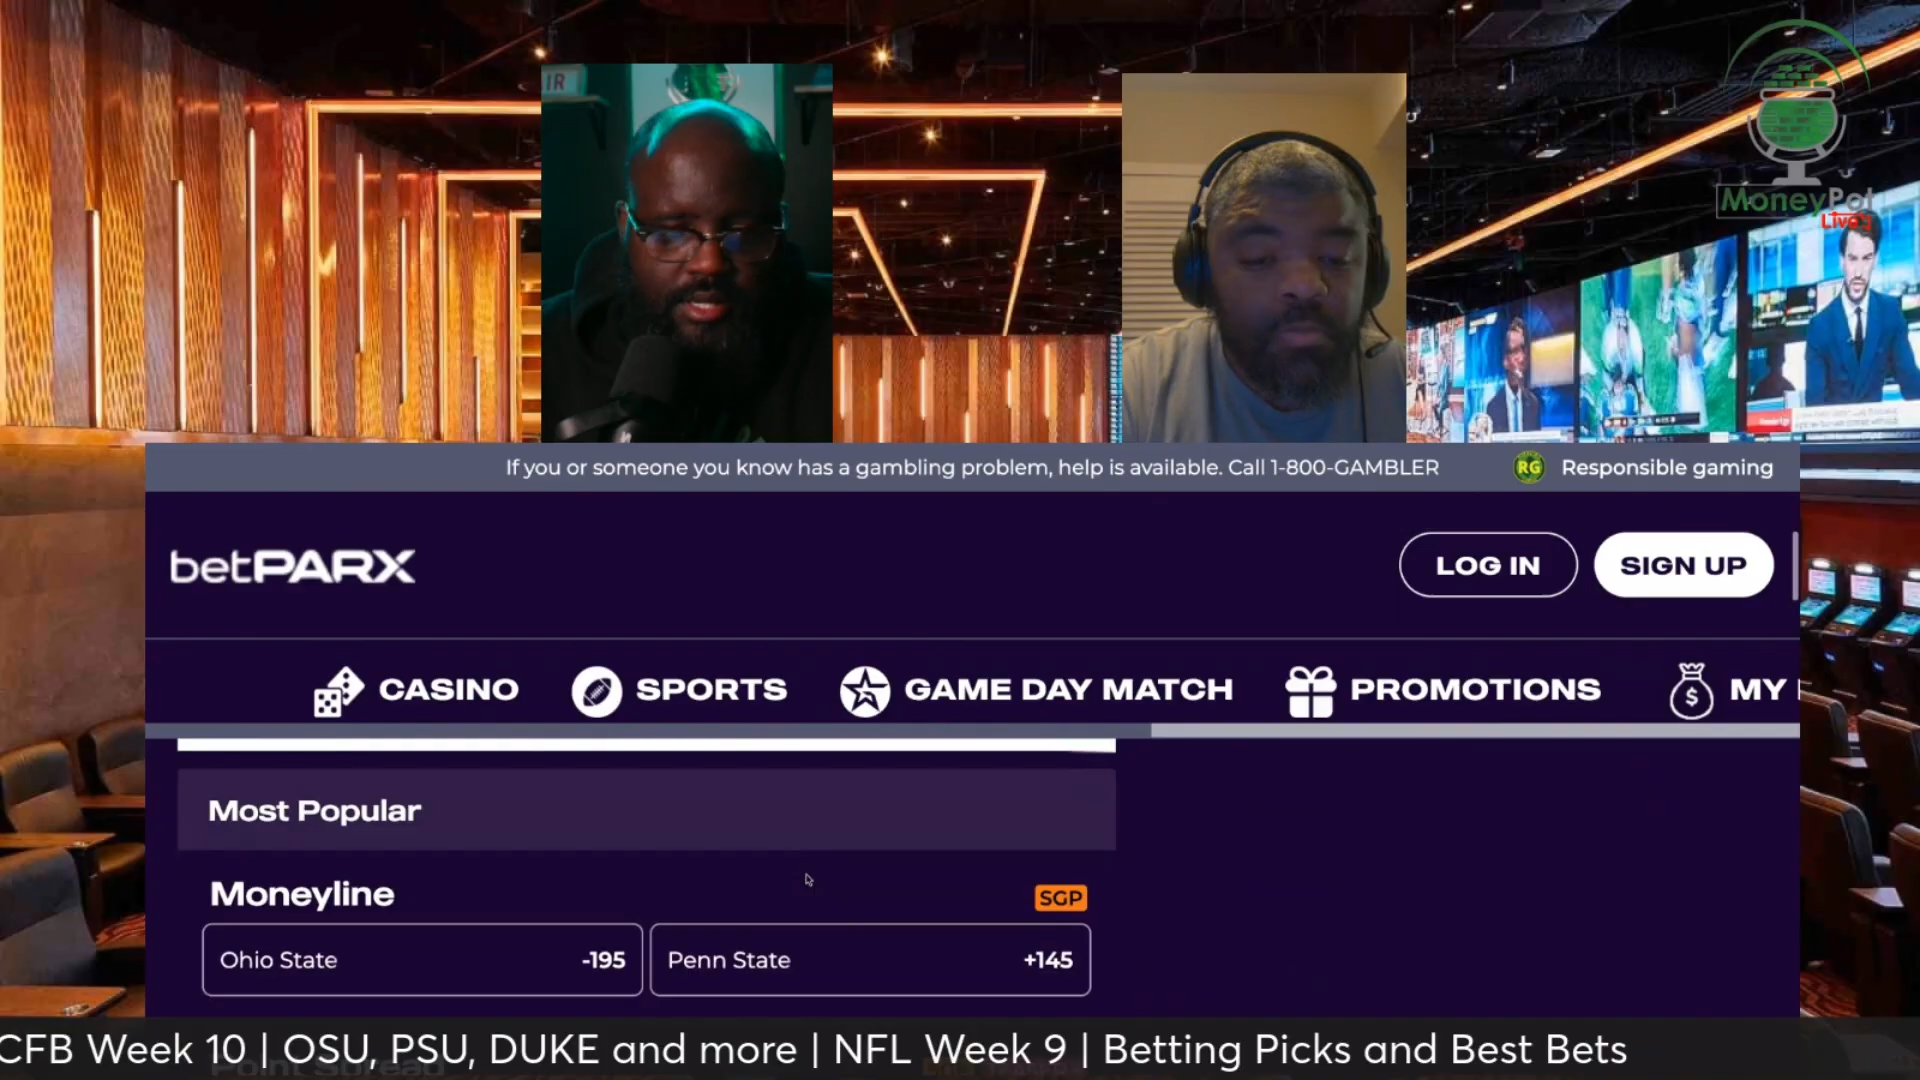 IR
MoneyPot
Live's
If you or someone you know has a gambling problem, help is available. Call 1-800-GAMBLER
RG Responsible gaming
betPARX
LOG IN
SIGN UP
CASINO
SPORTS
GAME DAY MATCH
PROMOTIONS
$ MY
Most Popular
Moneyline
SGP
Ohio State -195
Penn State +145
CFB Week 10 | OSU, PSU, DUKE and more | NFL Week 9 | Betting Picks and Best Bets
Point Spread